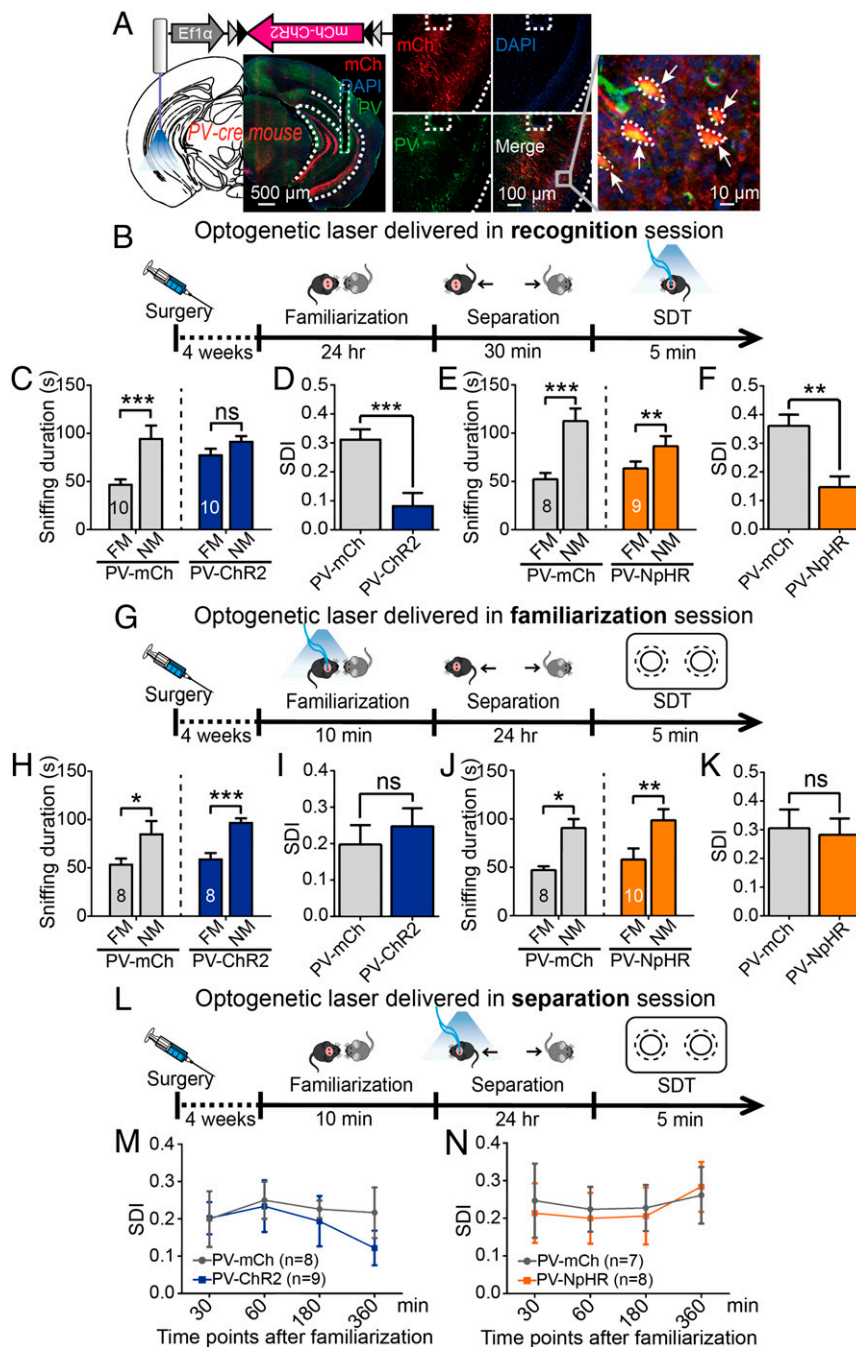 A
Ef1α
mCh-ChR2
mCh
DAPI
PV
PV-cre mouse
500 μm
mCh
DAPI
PV
Merge
100 μm
10 μm
B
Optogenetic laser delivered in recognition session
Surgery
Familiarization
Separation
SDT
4 weeks
24 hr
30 min
5 min
C
Sniffing duration (s)
150
100
50
0
***
ns
10
10
FM
NM
FM
NM
PV-mCh
PV-ChR2
D
SDI
0.5
0.4
0.3
0.2
0.1
0
***
PV-mCh
PV-ChR2
E
Sniffing duration (s)
150
100
50
0
***
**
8
9
FM
NM
FM
NM
PV-mCh
PV-NpHR
F
SDI
0.5
0.4
0.3
0.2
0.1
0
**
PV-mCh
PV-NpHR
G
Optogenetic laser delivered in familiarization session
Surgery
Familiarization
Separation
SDT
4 weeks
10 min
24 hr
5 min
H
Sniffing duration (s)
150
100
50
0
*
***
8
8
FM
NM
FM
NM
PV-mCh
PV-ChR2
I
SDI
0.4
0.3
0.2
0.1
0
ns
PV-mCh
PV-ChR2
J
Sniffing duration (s)
150
100
50
0
*
**
8
10
FM
NM
FM
NM
PV-mCh
PV-NpHR
K
SDI
0.5
0.4
0.3
0.2
0.1
0
ns
PV-mCh
PV-NpHR
L
Optogenetic laser delivered in separation session
Surgery
Familiarization
Separation
SDT
4 weeks
10 min
24 hr
5 min
M
SDI
0.4
0.3
0.2
0.1
0
PV-mCh (n=8)
PV-ChR2 (n=9)
30
60
180
360
min
Time points after familiarization
N
SDI
0.4
0.3
0.2
0.1
0
PV-mCh (n=7)
PV-NpHR (n=8)
30
60
180
360
min
Time points after familiarization